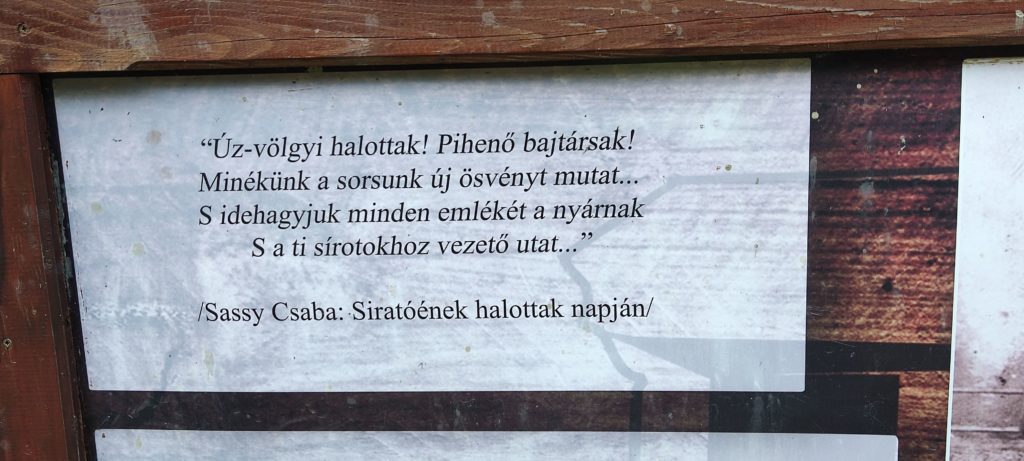 “Úz-völgyi halottak! Pihenő bajtársak!
Minékünk a sorsunk új ösvényt mutat...
S idehagyjuk minden emlékét a nyárnak
S a ti sírotokhoz vezető utat...”
/Sassy Csaba: Siratóének halottak napján/